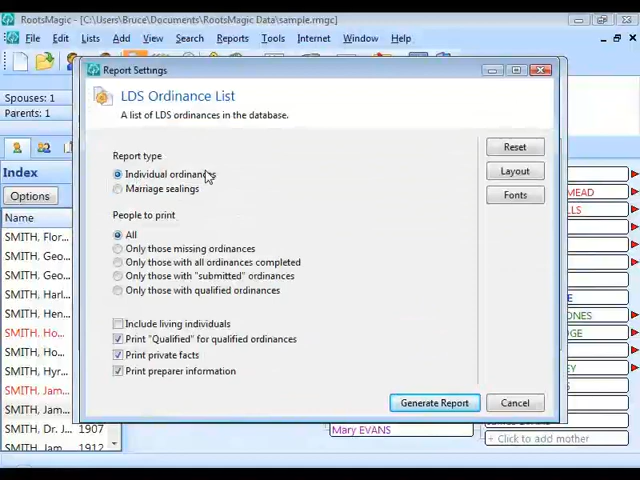 RootsMagic - [C:\Users\Bruce\Documents\RootsMagic Data\sample.rmgc]
File Edit Lists Add View Search Reports Tools Internet Window Help
Spouses: 1
Parents: 1
Index
Options
Name
SMITH, Flor...
SMITH, Geo...
SMITH, Geo...
SMITH, Har...
SMITH, Hen...
SMITH, Ho...
SMITH, Hos...
SMITH, Jam...
SMITH, Jam...
SMITH, Dr. J... 1907
SMITH, Jam... 1912
Report Settings
LDS Ordinance List
A list of LDS ordinances in the database.
Report type
Individual ordinances
Marriage sealings
People to print
All
Only those missing ordinances
Only those with all ordinances completed
Only those with "submitted" ordinances
Only those with qualified ordinances
Include living individuals
Print "Qualified" for qualified ordinances
Print private facts
Print preparer information
Reset
Layout
Fonts
Generate Report
Cancel
MEAD
LLS
E
ONES
DGE
EY
Mary EVANS
+ Click to add mother